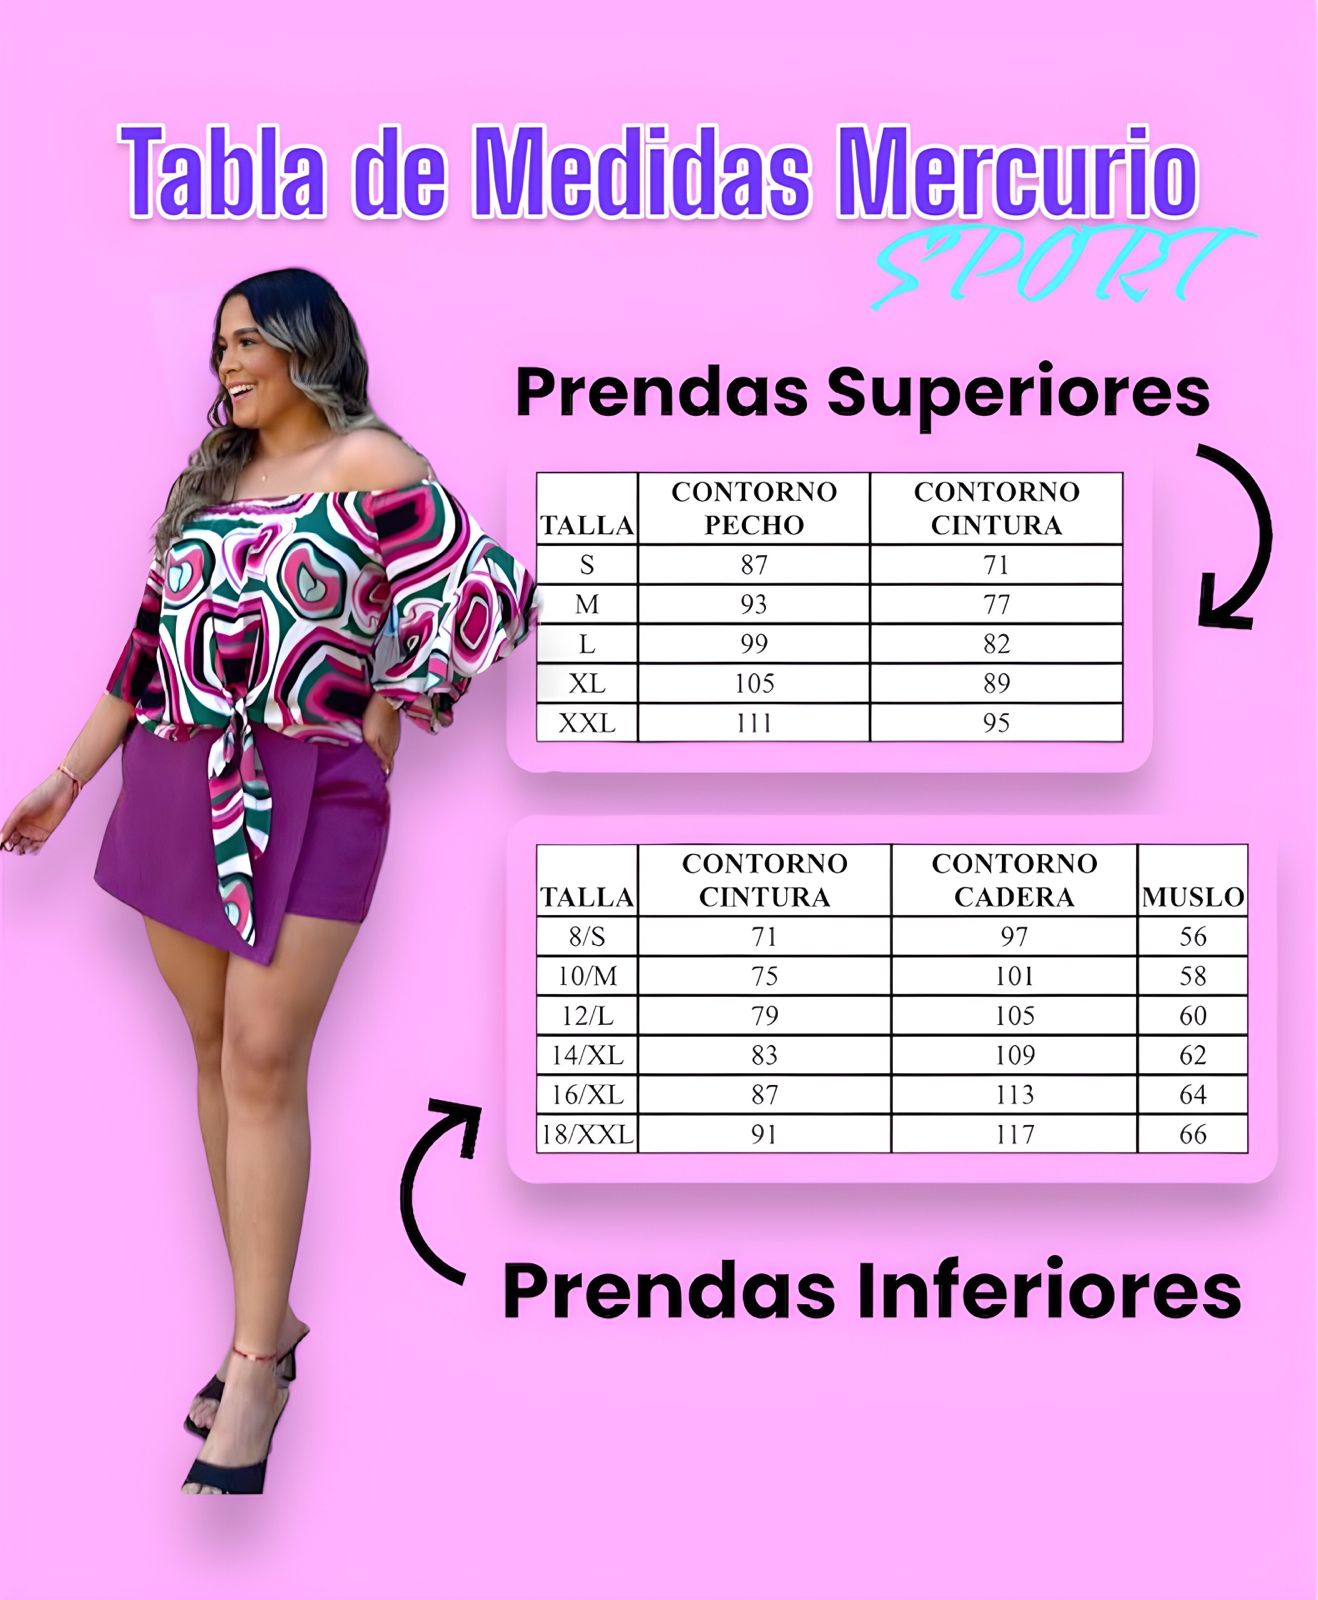 Tabla de Medidas Mercurio
SPORT
Prendas Superiores
TALLA CONTORNO PECHO CONTORNO CINTURA
S 87 71
M 93 77
L 99 82
XL 105 89
XXL 111 95
TALLA CONTORNO CINTURA CONTORNO CADERA MUSLO
8/S 71 97 56
10/M 75 101 58
12/L 79 105 60
14/XL 83 109 62
16/XL 87 113 64
18/XXL 91 117 66
Prendas Inferiores